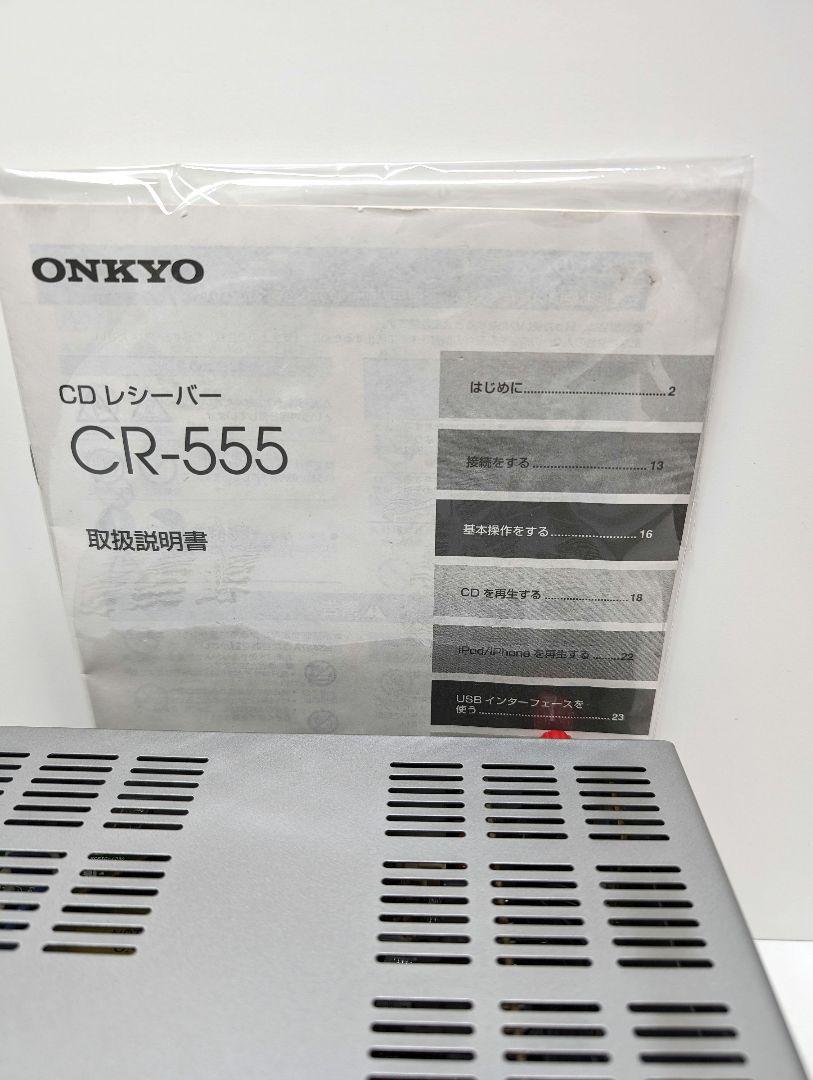 ONKYO
CD レシーバー
CR-555
取扱説明書
はじめに........................................2
接続をする................................13
基本操作をする.........................16
CD を再生する........................18
iPod/iPhone を再生する........22
USB インターフェースを
使う......................................23